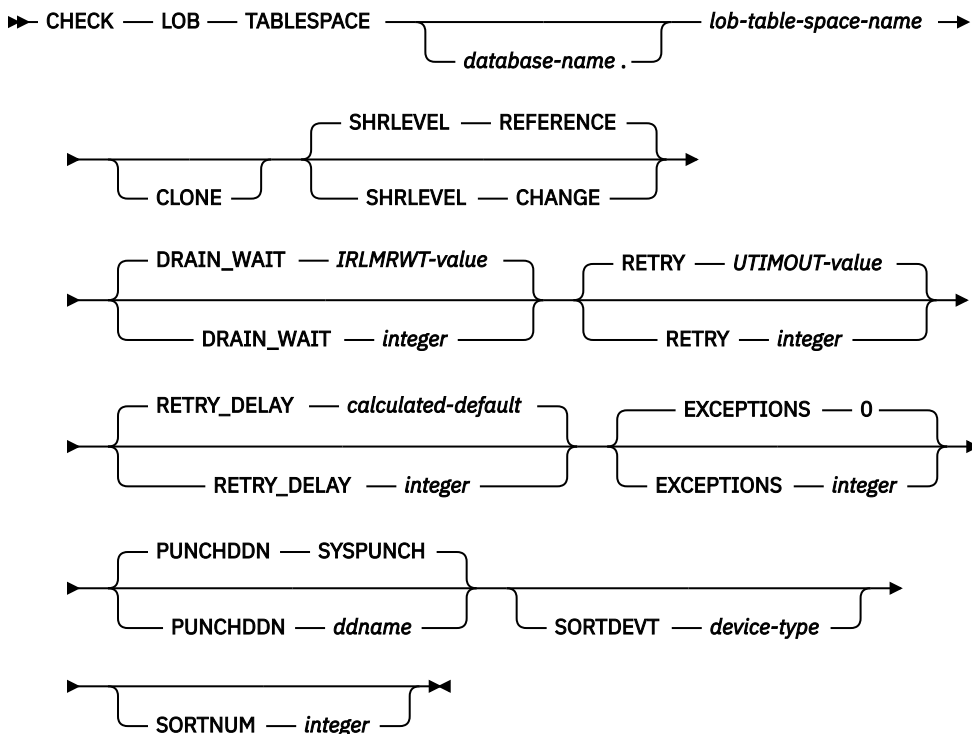 CHECK LOB TABLESPACE lob-table-space-name
database-name .
SHRLEVEL REFERENCE
CLONE SHRLEVEL CHANGE
DRAIN_WAIT IRLMRWT-value RETRY UTIMOUT-value
DRAIN_WAIT integer RETRY integer
RETRY_DELAY calculated-default EXCEPTIONS 0
RETRY_DELAY integer EXCEPTIONS integer
PUNCHDDN SYSPUNCH
PUNCHDDN ddname SORTDEVT device-type
SORTNUM integer